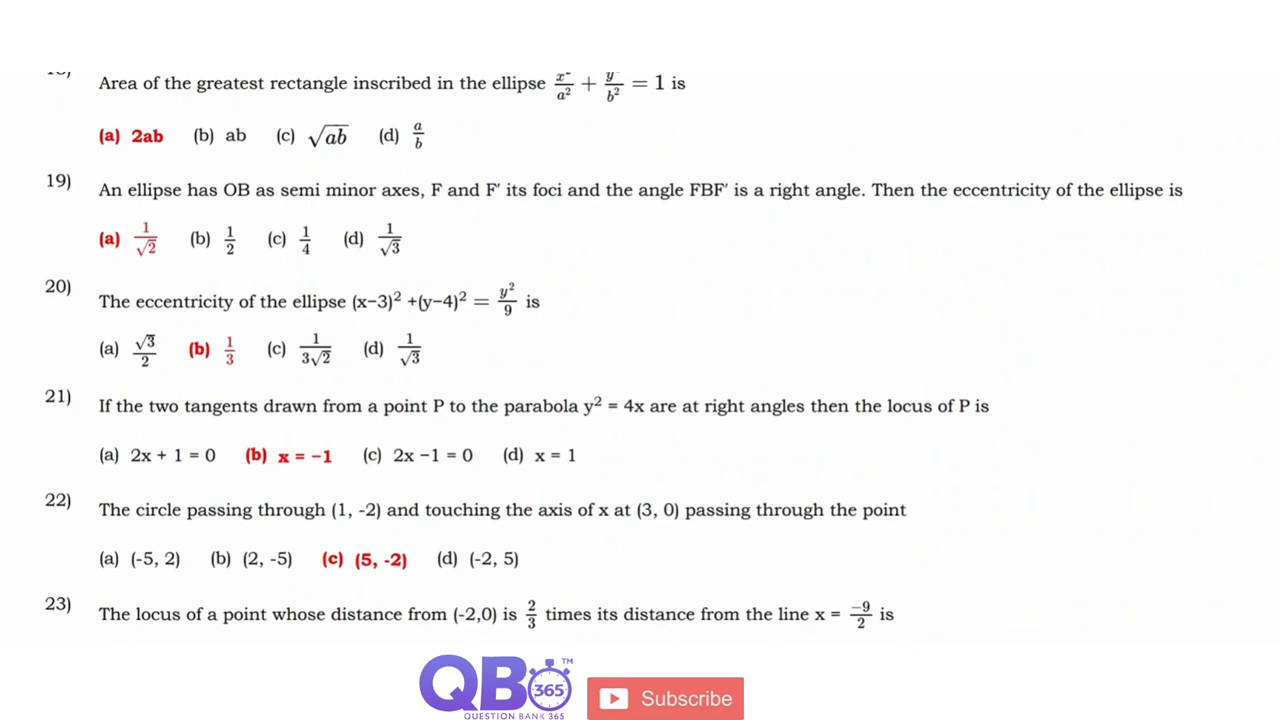 Area of the greatest rectangle inscribed in the ellipse x²/a² + y²/b² = 1 is
(a) 2ab (b) ab (c) √ab (d) a/b
19) An ellipse has OB as semi minor axes, F and F′ its foci and the angle FBF′ is a right angle. Then the eccentricity of the ellipse is
(a) 1/√2 (b) 1/2 (c) 1/4 (d) 1/√3
20) The eccentricity of the ellipse (x−3)² +(y−4)² = y²/9 is
(a) √3/2 (b) 1/3 (c) 1/3√2 (d) 1/√3
21) If the two tangents drawn from a point P to the parabola y² = 4x are at right angles then the locus of P is
(a) 2x + 1 = 0 (b) x = −1 (c) 2x −1 = 0 (d) x = 1
22) The circle passing through (1, -2) and touching the axis of x at (3, 0) passing through the point
(a) (-5, 2) (b) (2, -5) (c) (5, -2) (d) (-2, 5)
23) The locus of a point whose distance from (-2,0) is 2/3 times its distance from the line x = −9/2 is
QB 365 ™
QUESTION BANK 365
Subscribe